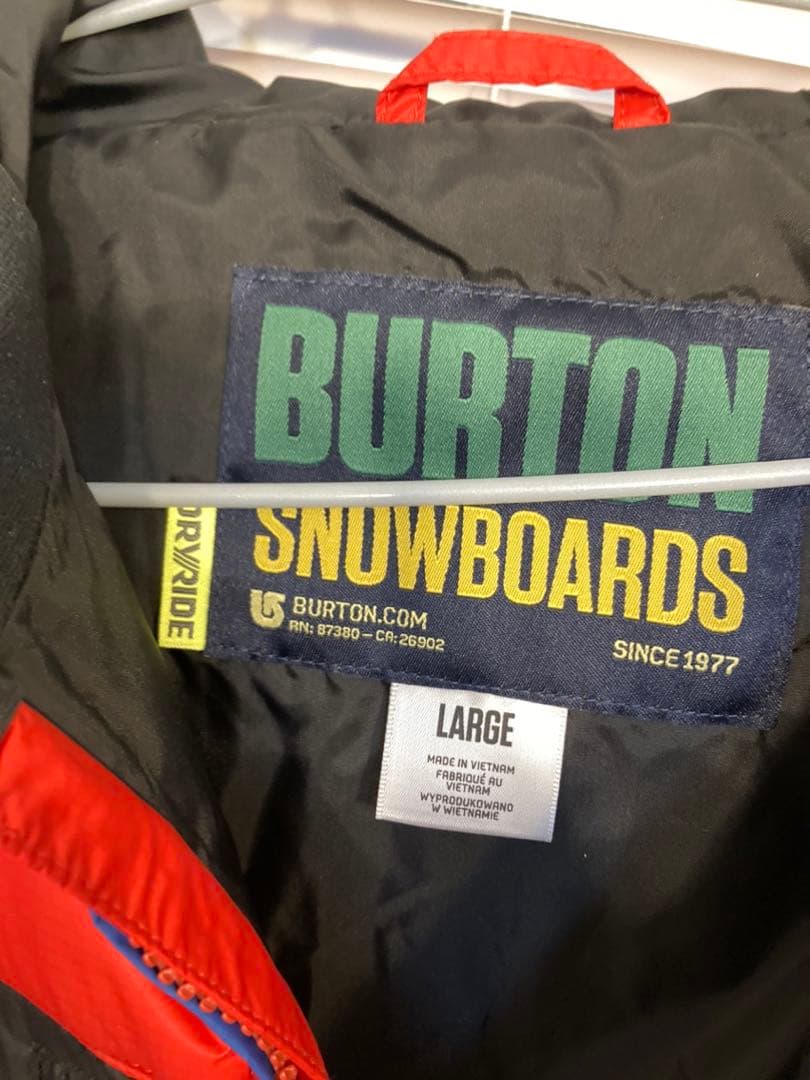 BURTON
SNOWBOARDS
DRY//RIDE
BURTON.COM
RN: 87380 – CA: 26902
SINCE 1977
LARGE
MADE IN VIETNAM
FABRIQUÉ AU
VIETNAM
WYPRODUKOWANO
W WIETNAMIE